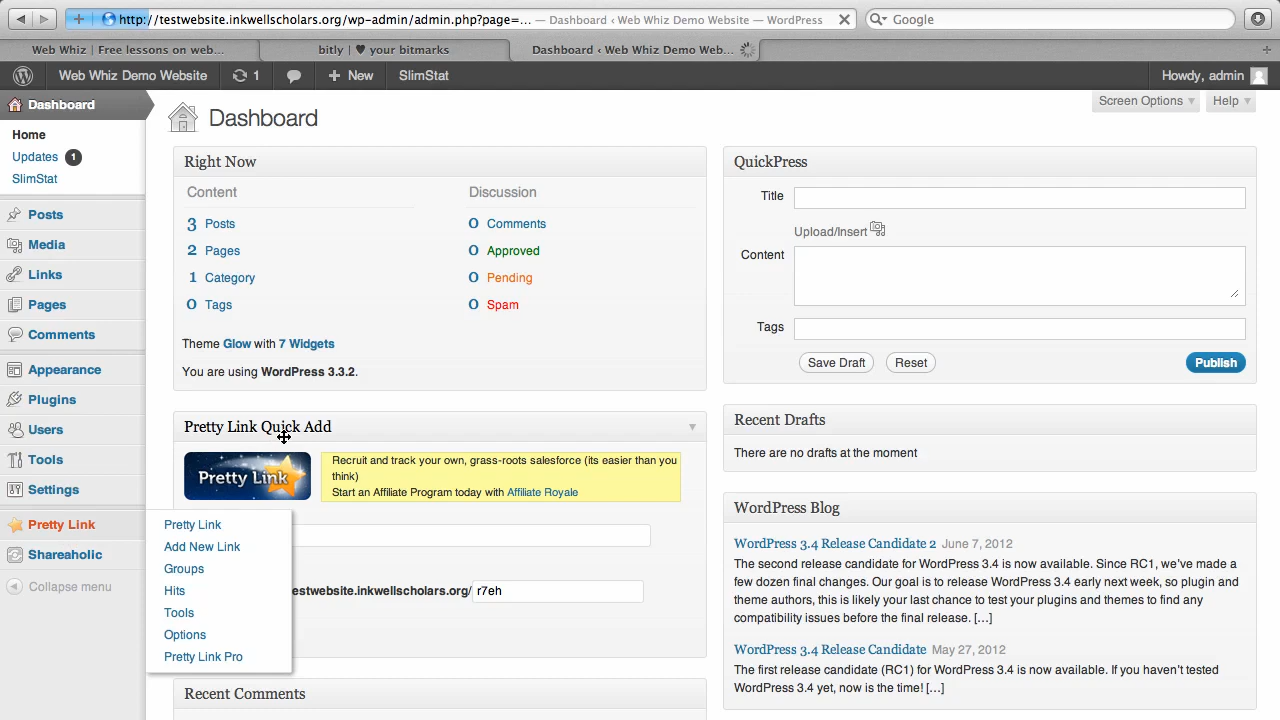 http://testwebsite.inkwellscholars.org/wp-admin/admin.php?page=... — Dashboard ‹ Web Whiz Demo Website — WordPress
Google
Web Whiz | Free lessons on web...
bitly | ♥ your bitmarks
Dashboard ‹ Web Whiz Demo Web...
Web Whiz Demo Website
1
New
SlimStat
Howdy, admin
Dashboard
Home
Updates 1
SlimStat
Posts
Media
Links
Pages
Comments
Appearance
Plugins
Users
Tools
Settings
Pretty Link
Shareaholic
Collapse menu
Pretty Link
Add New Link
Groups
Hits
Tools
Options
Pretty Link Pro
Dashboard
Screen Options
Help
Right Now
Content
Discussion
3 Posts
0 Comments
2 Pages
0 Approved
1 Category
0 Pending
0 Tags
0 Spam
Theme Glow with 7 Widgets
You are using WordPress 3.3.2.
Pretty Link Quick Add
Pretty Link
Recruit and track your own, grass-roots salesforce (its easier than you
think)
Start an Affiliate Program today with Affiliate Royale
estwebsite.inkwellscholars.org/ r7eh
Recent Comments
QuickPress
Title
Upload/Insert
Content
Tags
Save Draft
Reset
Publish
Recent Drafts
There are no drafts at the moment
WordPress Blog
WordPress 3.4 Release Candidate 2 June 7, 2012
The second release candidate for WordPress 3.4 is now available. Since RC1, we've made a
few dozen final changes. Our goal is to release WordPress 3.4 early next week, so plugin and
theme authors, this is likely your last chance to test your plugins and themes to find any
compatibility issues before the final release. […]
WordPress 3.4 Release Candidate May 27, 2012
The first release candidate (RC1) for WordPress 3.4 is now available. If you haven't tested
WordPress 3.4 yet, now is the time! […]